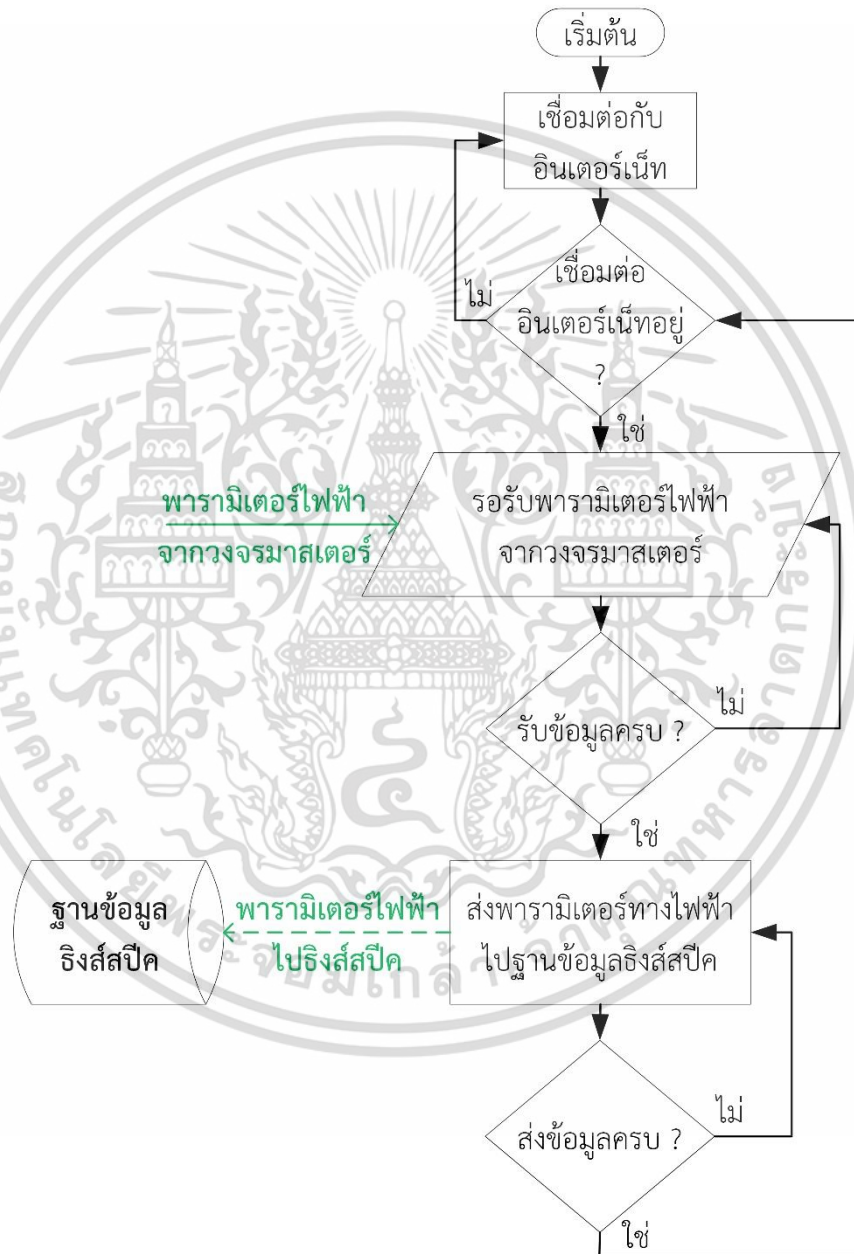 เริ่มต้น
เชื่อมต่อกับ
อินเตอร์เน็ท
เชื่อมต่อ
อินเตอร์เน็ทอยู่
?
ไม่
ใช่
พารามิเตอร์ไฟฟ้า
จากวงจรมาสเตอร์
รอรับพารามิเตอร์ไฟฟ้า
จากวงจรมาสเตอร์
รับข้อมูลครบ ?
ไม่
ใช่
ฐานข้อมูล
ธิงส์สปีค
พารามิเตอร์ไฟฟ้า
ไปธิงส์สปีค
ส่งพารามิเตอร์ทางไฟฟ้า
ไปฐานข้อมูลธิงส์สปีค
ส่งข้อมูลครบ ?
ไม่
ใช่